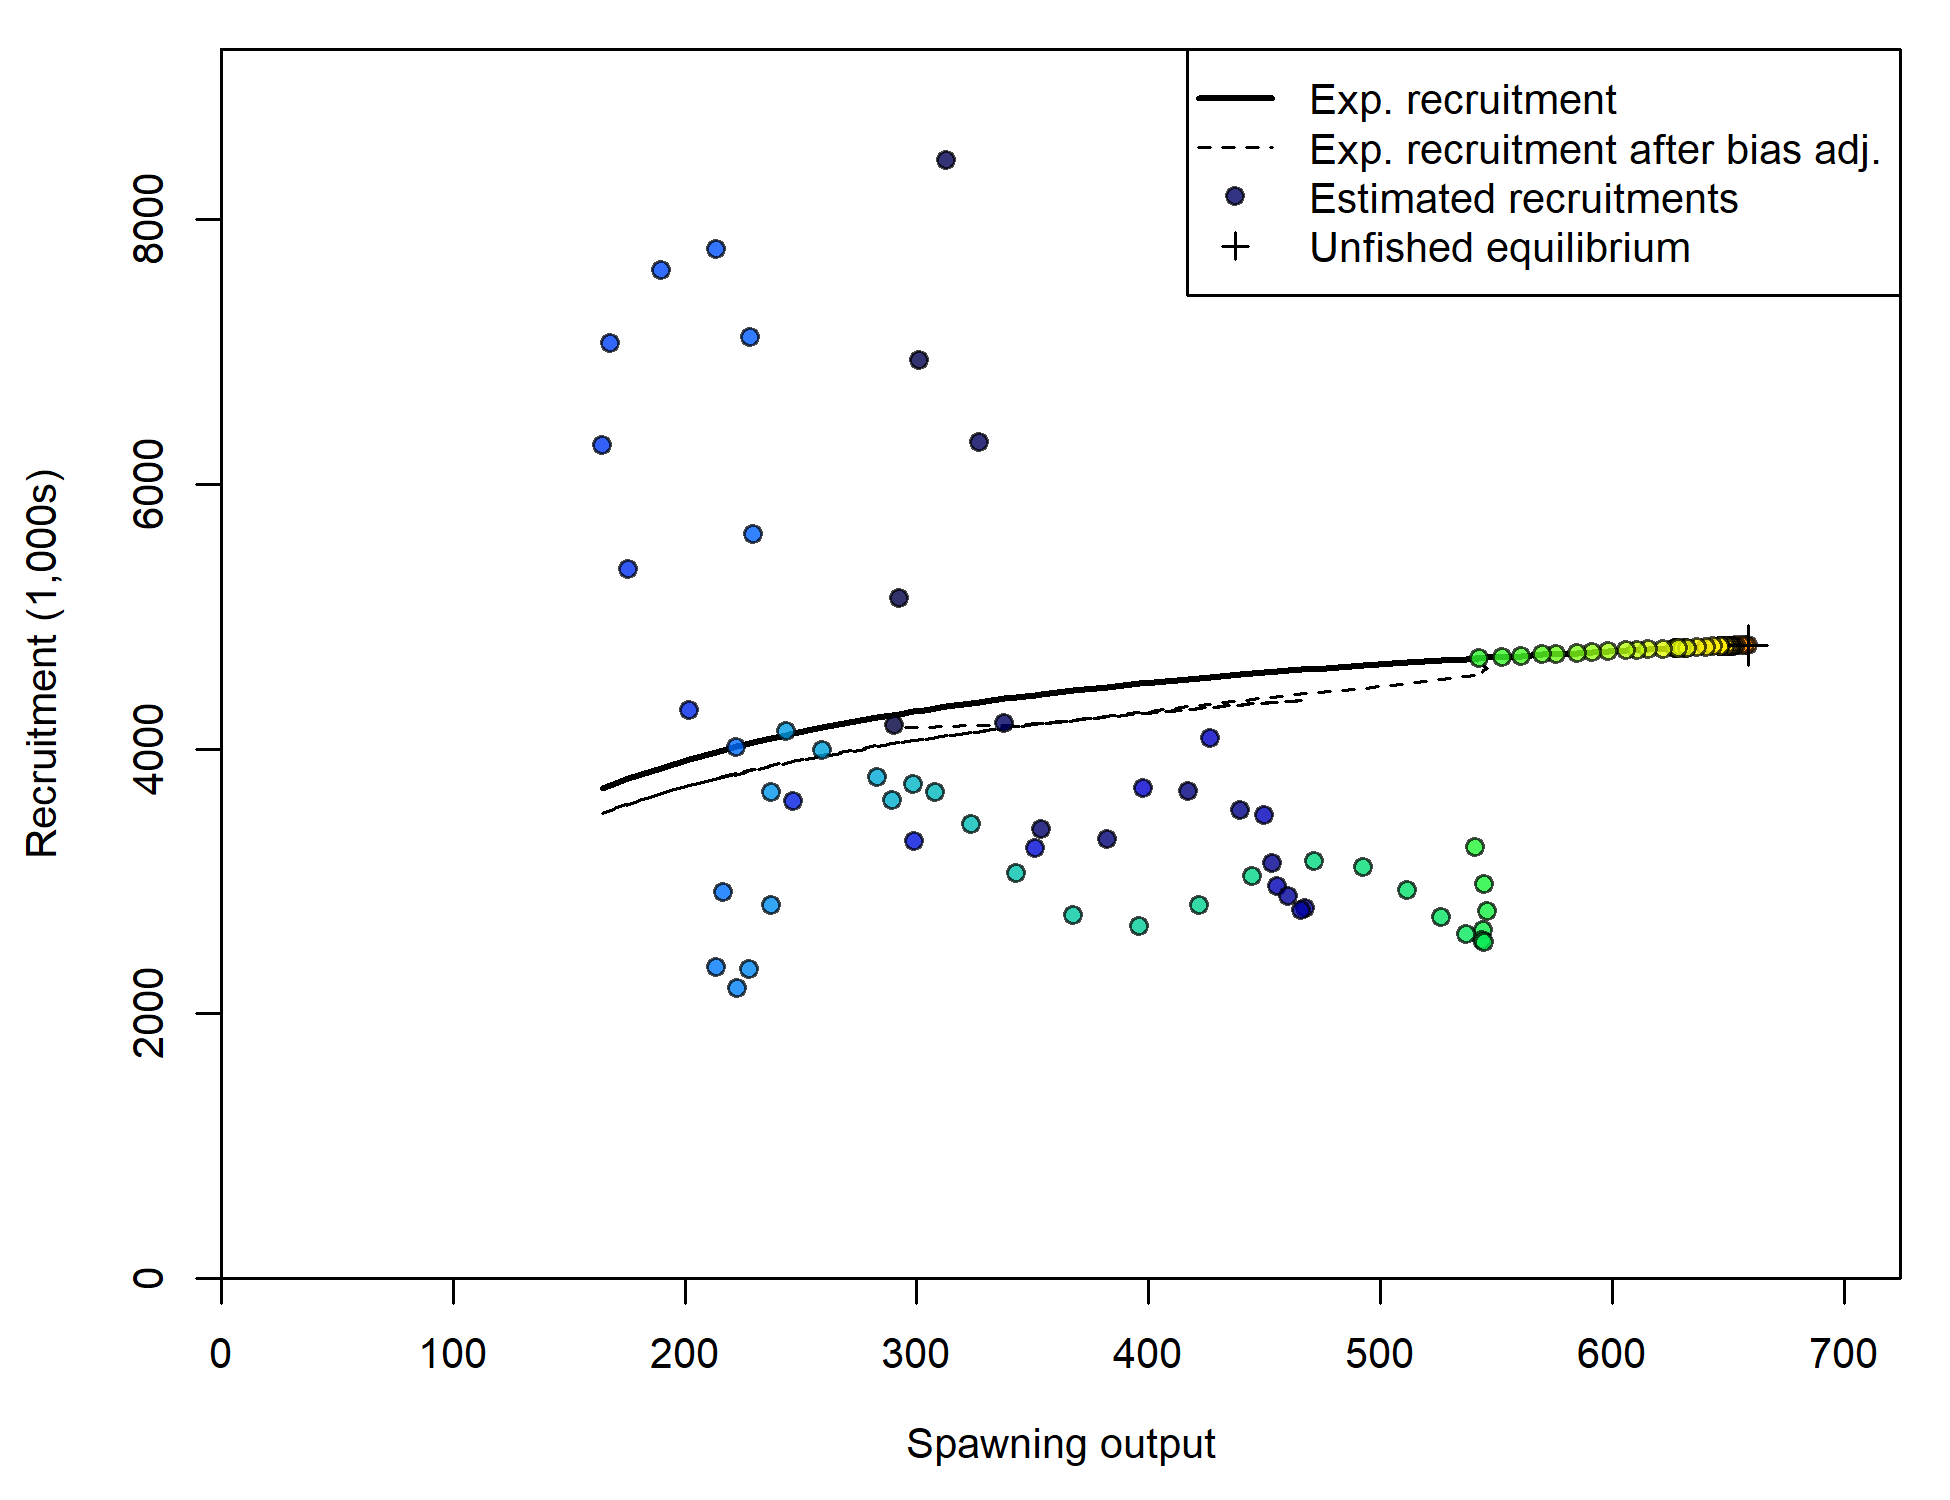 Exp. recruitment
Exp. recruitment after bias adj.
Estimated recruitments
Unfished equilibrium
Recruitment (1,000s)
8000
6000
4000
2000
0
0 100 200 300 400 500 600 700
Spawning output